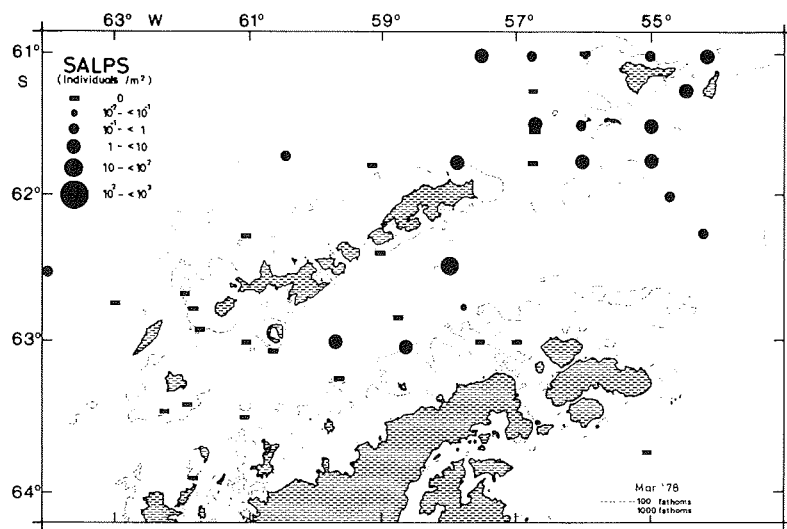 63° W 61° 59° 57° 55°
61°
S
SALPS
(Individuals /m²)
0
10⁻² - <10⁻¹
10⁻¹ - < 1
1 - <10
10 - <10²
10² - <10³
62°
63°
64°
Mar '78
100 fathoms
1000 fathoms